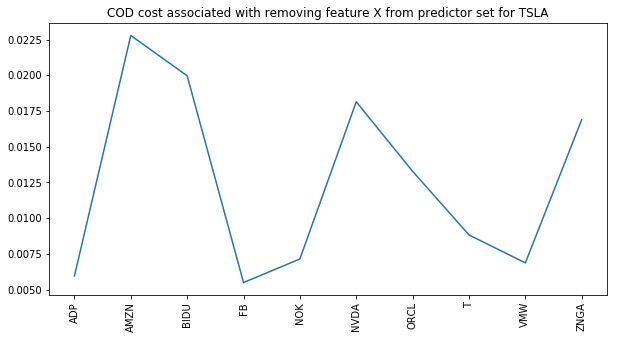 COD cost associated with removing feature X from predictor set for TSLA
0.0225
0.0200
0.0175
0.0150
0.0125
0.0100
0.0075
0.0050
ADP
AMZN
BIDU
FB
NOK
NVDA
ORCL
T
VMW
ZNGA